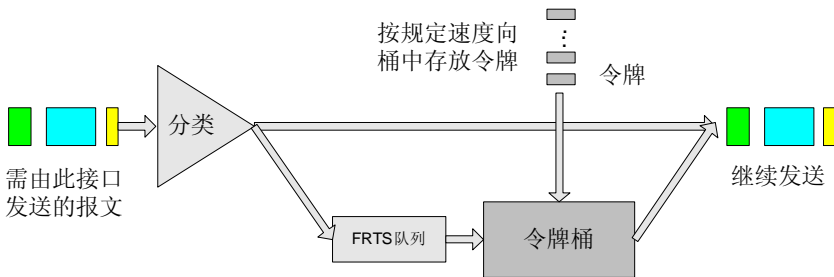 按规定速度向
桶中存放令牌
令牌
分类
需由此接口
发送的报文
继续发送
FRTS队列
令牌桶